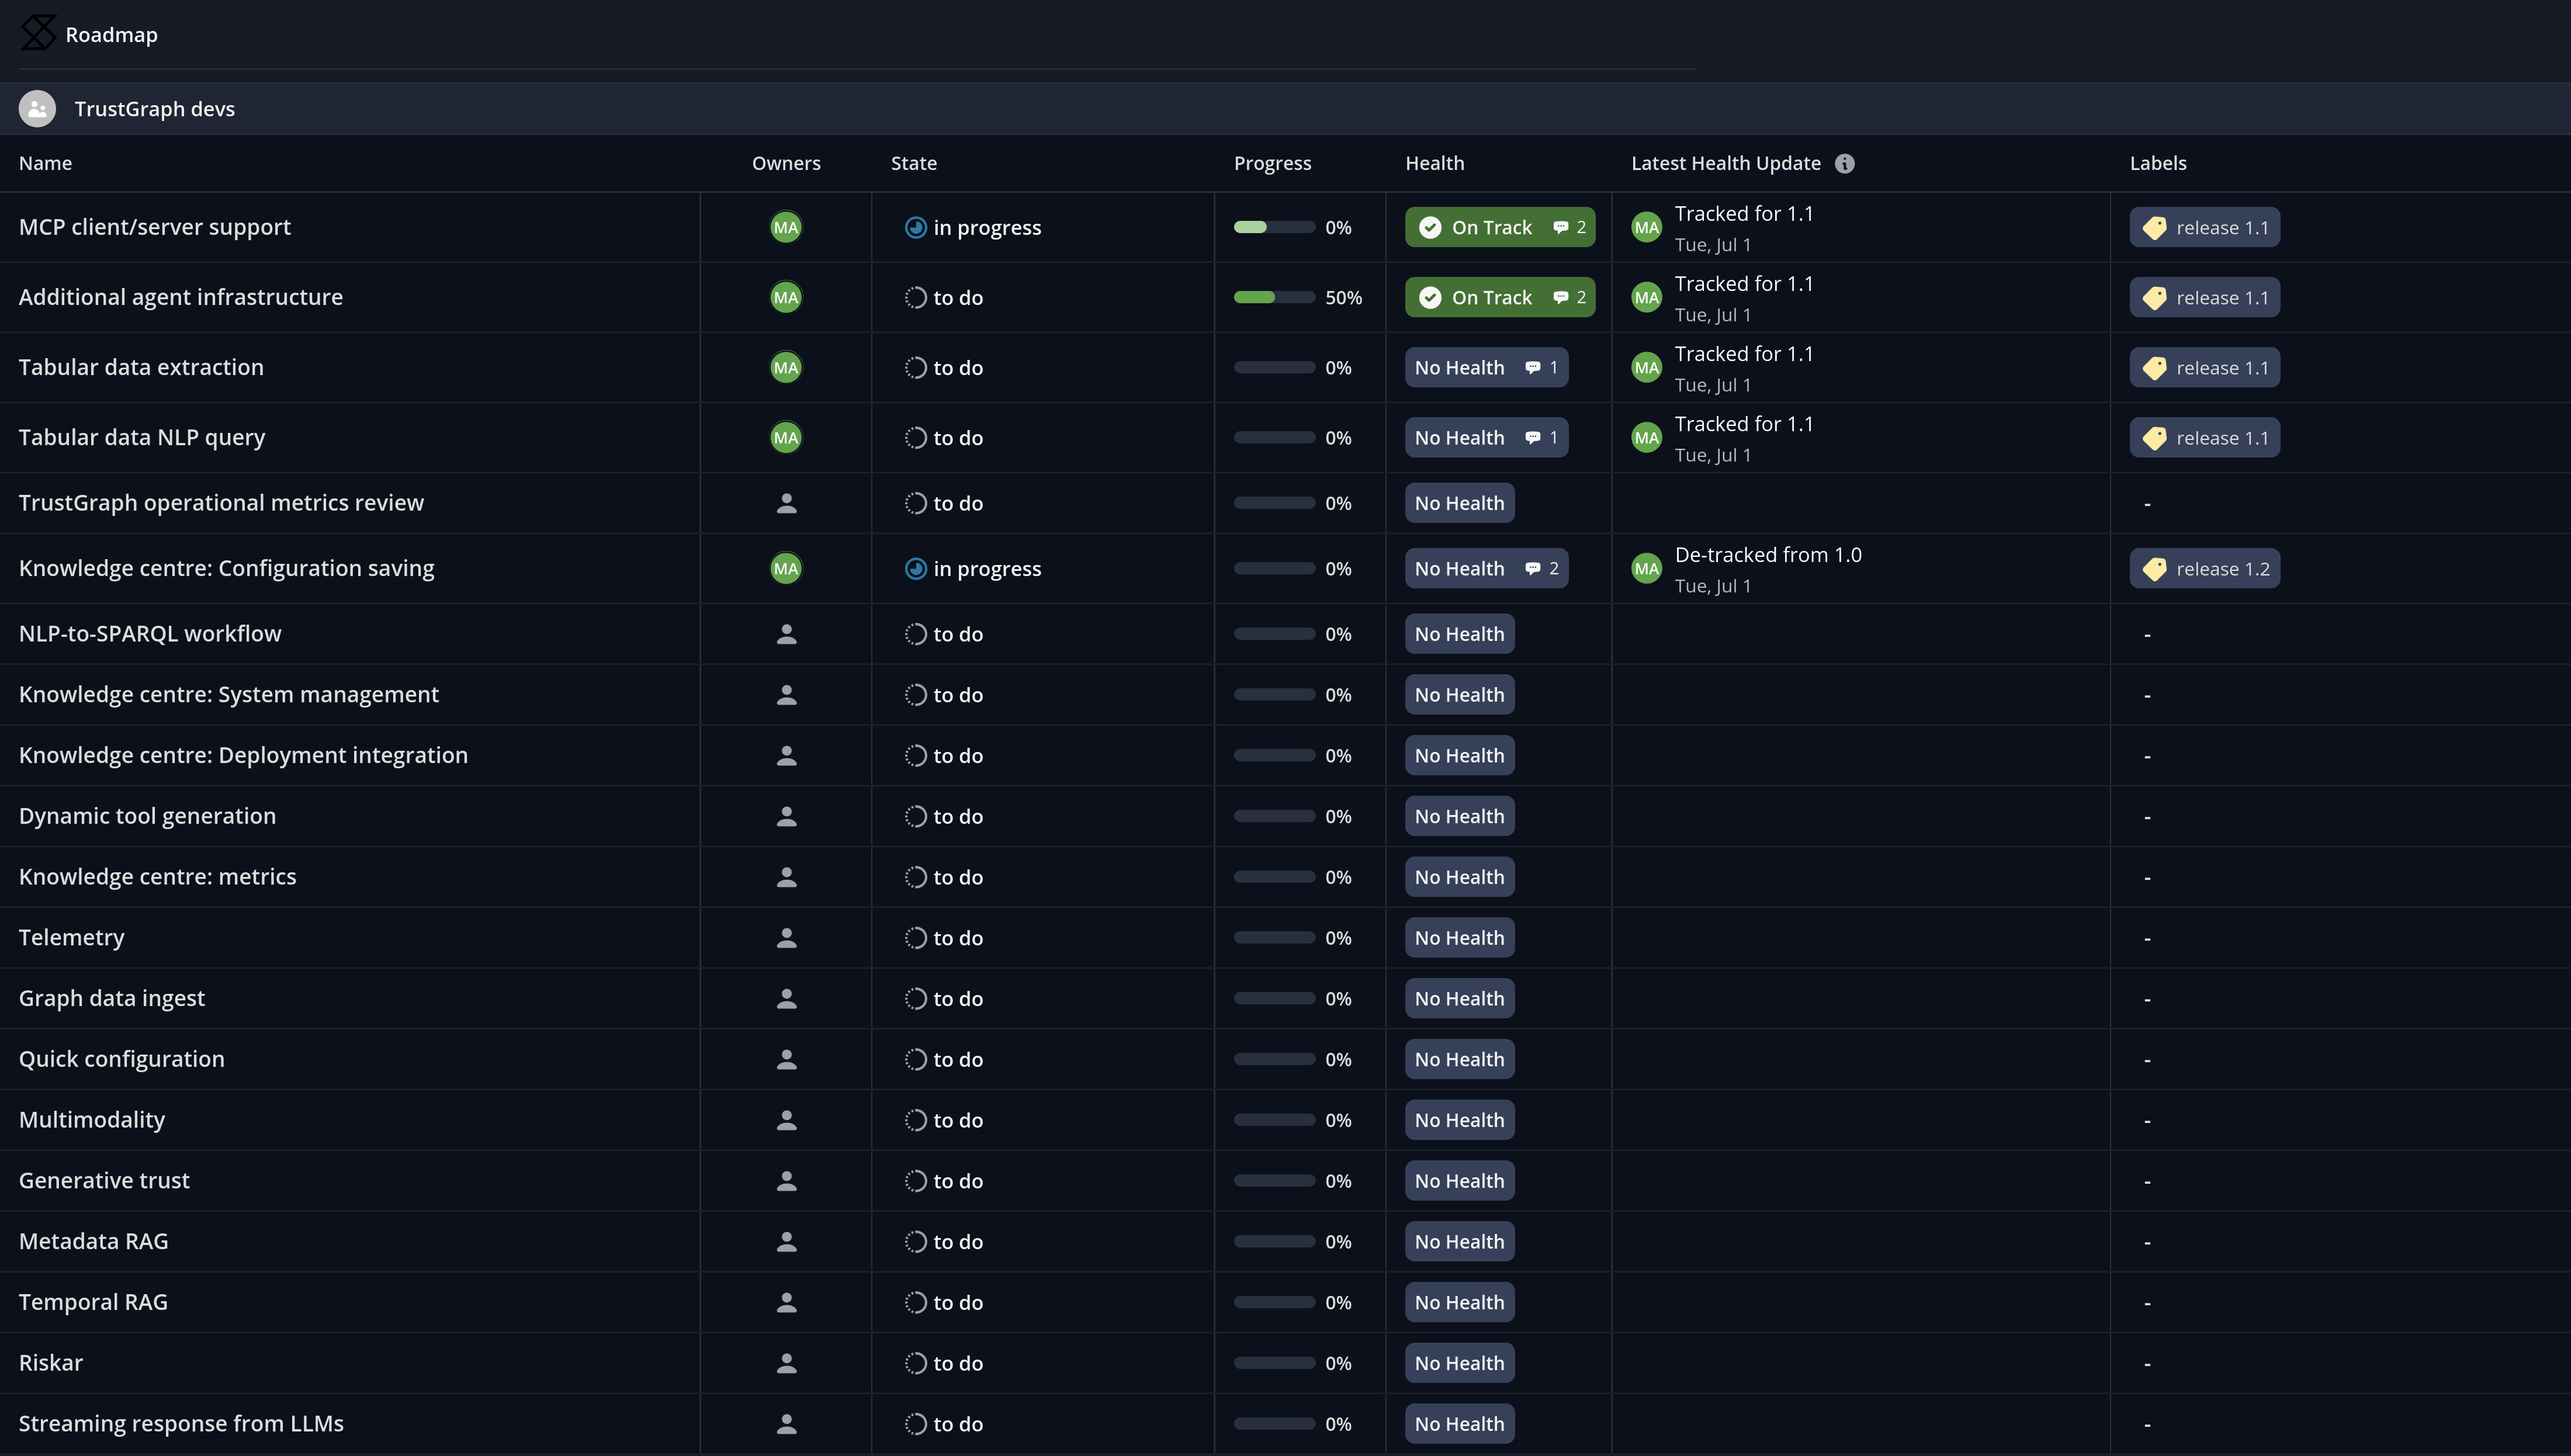 Roadmap
TrustGraph devs
Name Owners State Progress Health Latest Health Update Labels
MCP client/server support MA in progress 0% On Track 2 MA Tracked for 1.1 release 1.1
Tue, Jul 1
Additional agent infrastructure MA to do 50% On Track 2 MA Tracked for 1.1 release 1.1
Tue, Jul 1
Tabular data extraction MA to do 0% No Health 1 MA Tracked for 1.1 release 1.1
Tue, Jul 1
Tabular data NLP query MA to do 0% No Health 1 MA Tracked for 1.1 release 1.1
Tue, Jul 1
TrustGraph operational metrics review to do 0% No Health -
Knowledge centre: Configuration saving MA in progress 0% No Health 2 MA De-tracked from 1.0 release 1.2
Tue, Jul 1
NLP-to-SPARQL workflow to do 0% No Health -
Knowledge centre: System management to do 0% No Health -
Knowledge centre: Deployment integration to do 0% No Health -
Dynamic tool generation to do 0% No Health -
Knowledge centre: metrics to do 0% No Health -
Telemetry to do 0% No Health -
Graph data ingest to do 0% No Health -
Quick configuration to do 0% No Health -
Multimodality to do 0% No Health -
Generative trust to do 0% No Health -
Metadata RAG to do 0% No Health -
Temporal RAG to do 0% No Health -
Riskar to do 0% No Health -
Streaming response from LLMs to do 0% No Health -